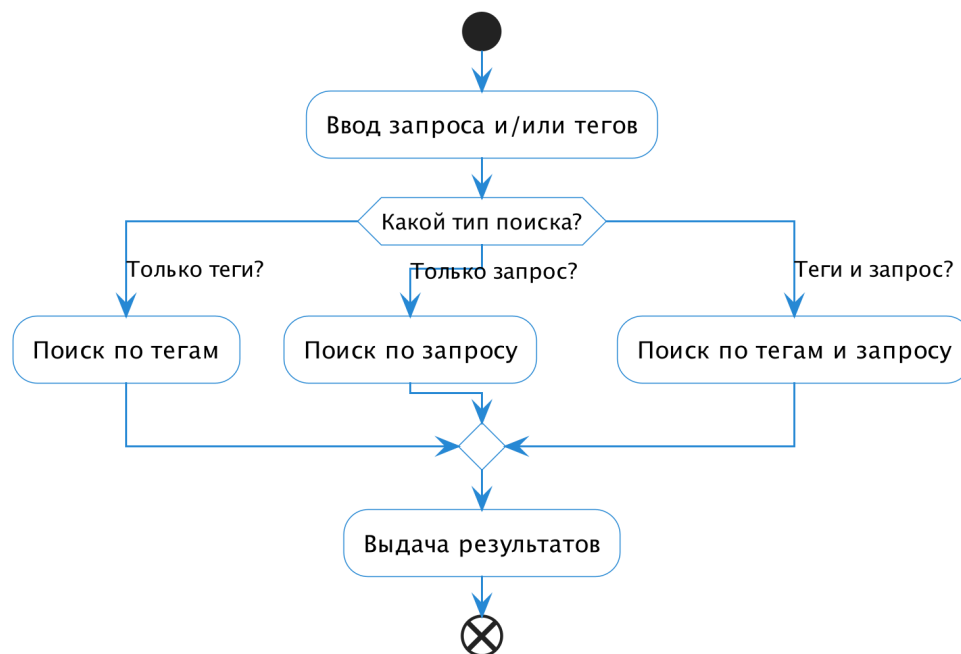 Ввод запроса и/или тегов
Какой тип поиска?
Только теги?
Только запрос?
Теги и запрос?
Поиск по тегам
Поиск по запросу
Поиск по тегам и запросу
Выдача результатов